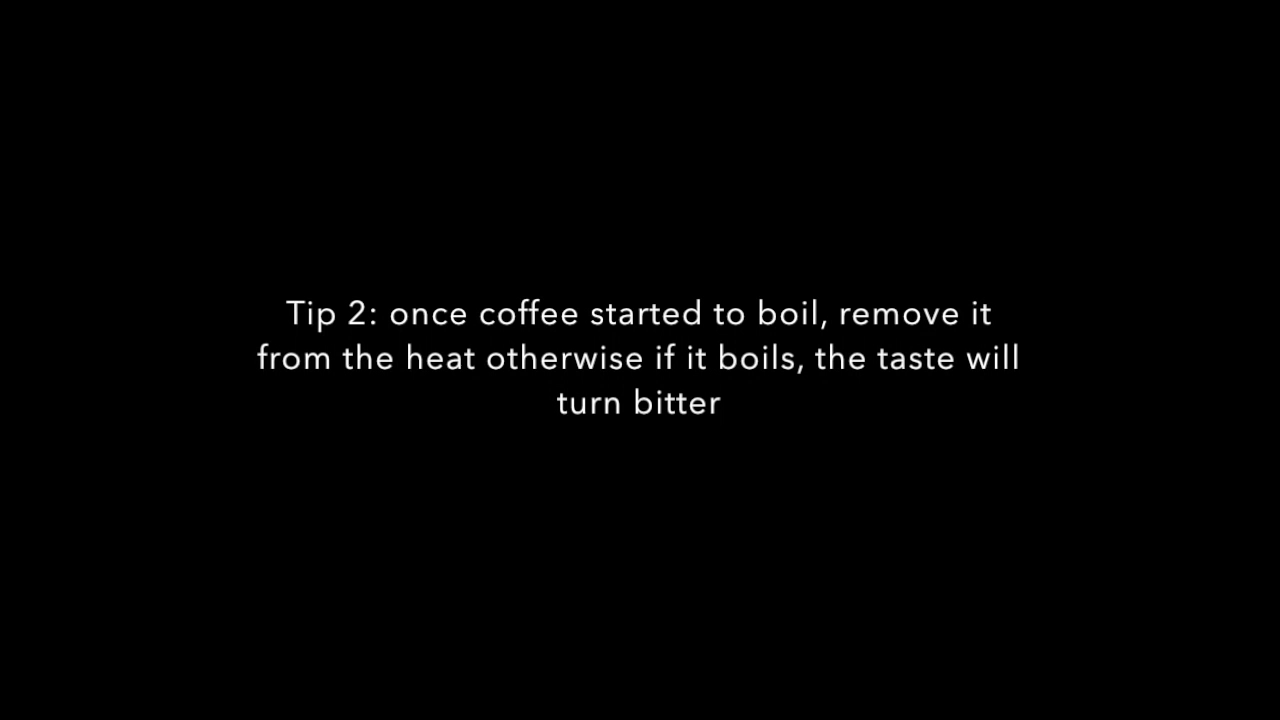 Tip 2: once coffee started to boil, remove it
from the heat otherwise if it boils, the taste will
turn bitter